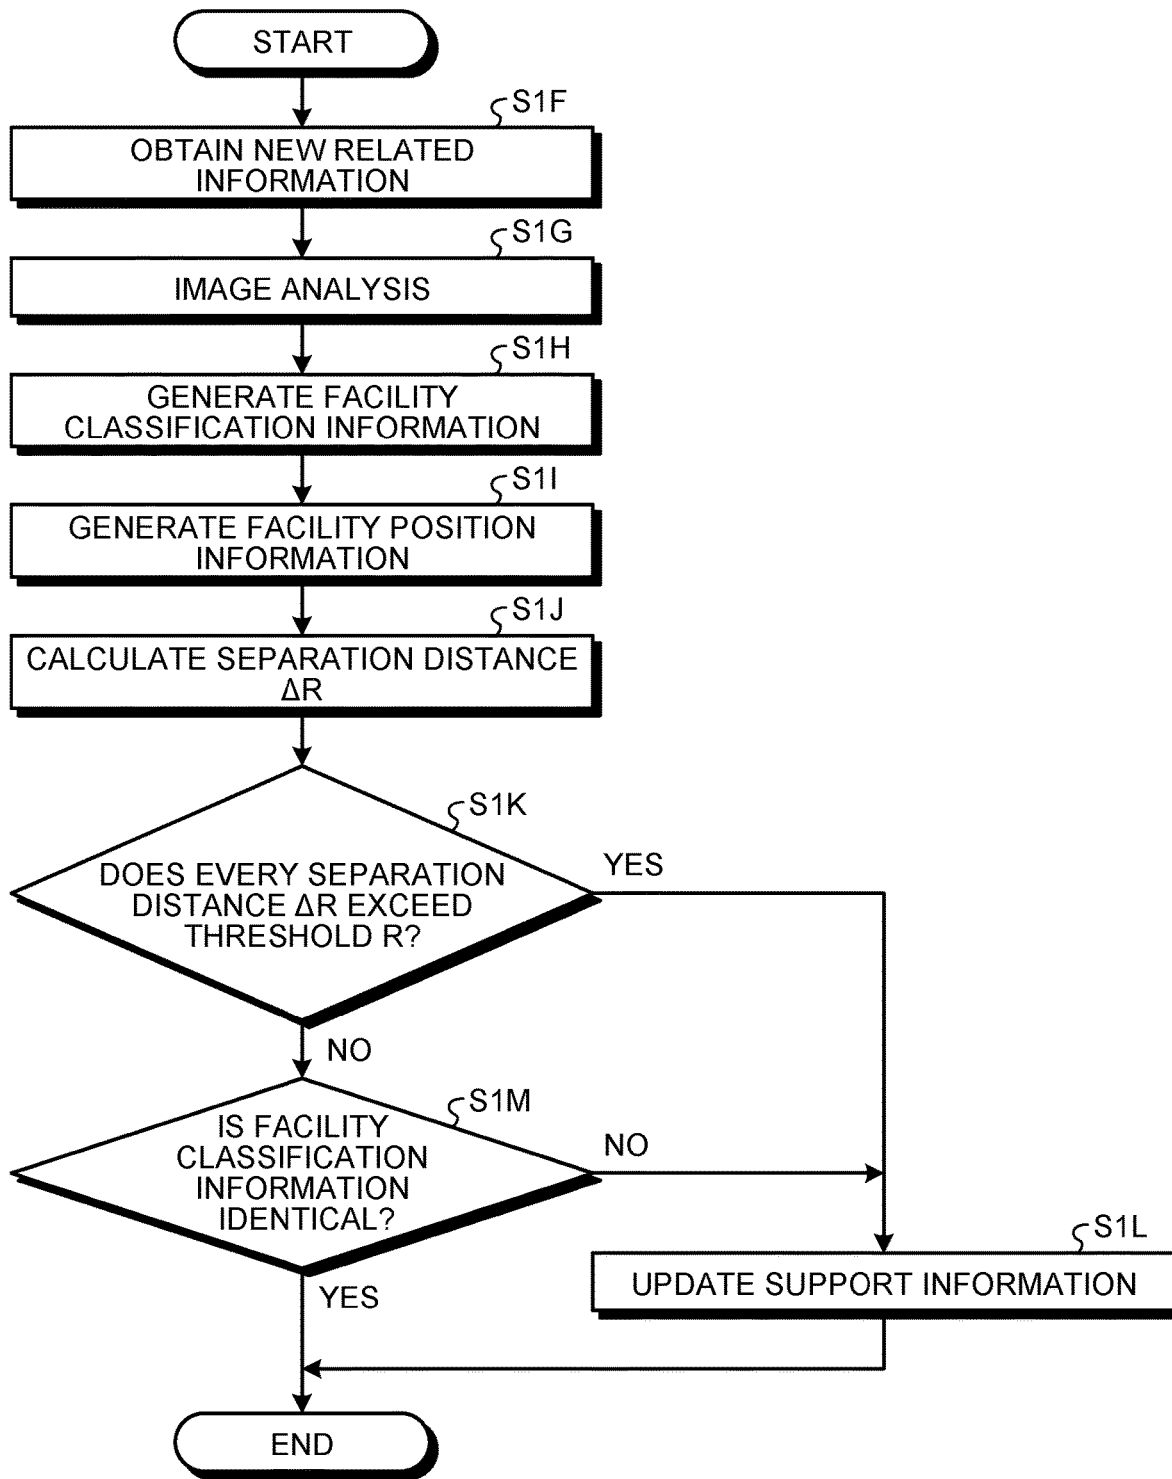 START
S1F
OBTAIN NEW RELATED
INFORMATION
S1G
IMAGE ANALYSIS
S1H
GENERATE FACILITY
CLASSIFICATION INFORMATION
S1I
GENERATE FACILITY POSITION
INFORMATION
S1J
CALCULATE SEPARATION DISTANCE
ΔR
S1K
DOES EVERY SEPARATION
DISTANCE ΔR EXCEED
THRESHOLD R?
YES
NO
S1M
IS FACILITY
CLASSIFICATION
INFORMATION
IDENTICAL?
NO
YES
S1L
UPDATE SUPPORT INFORMATION
END